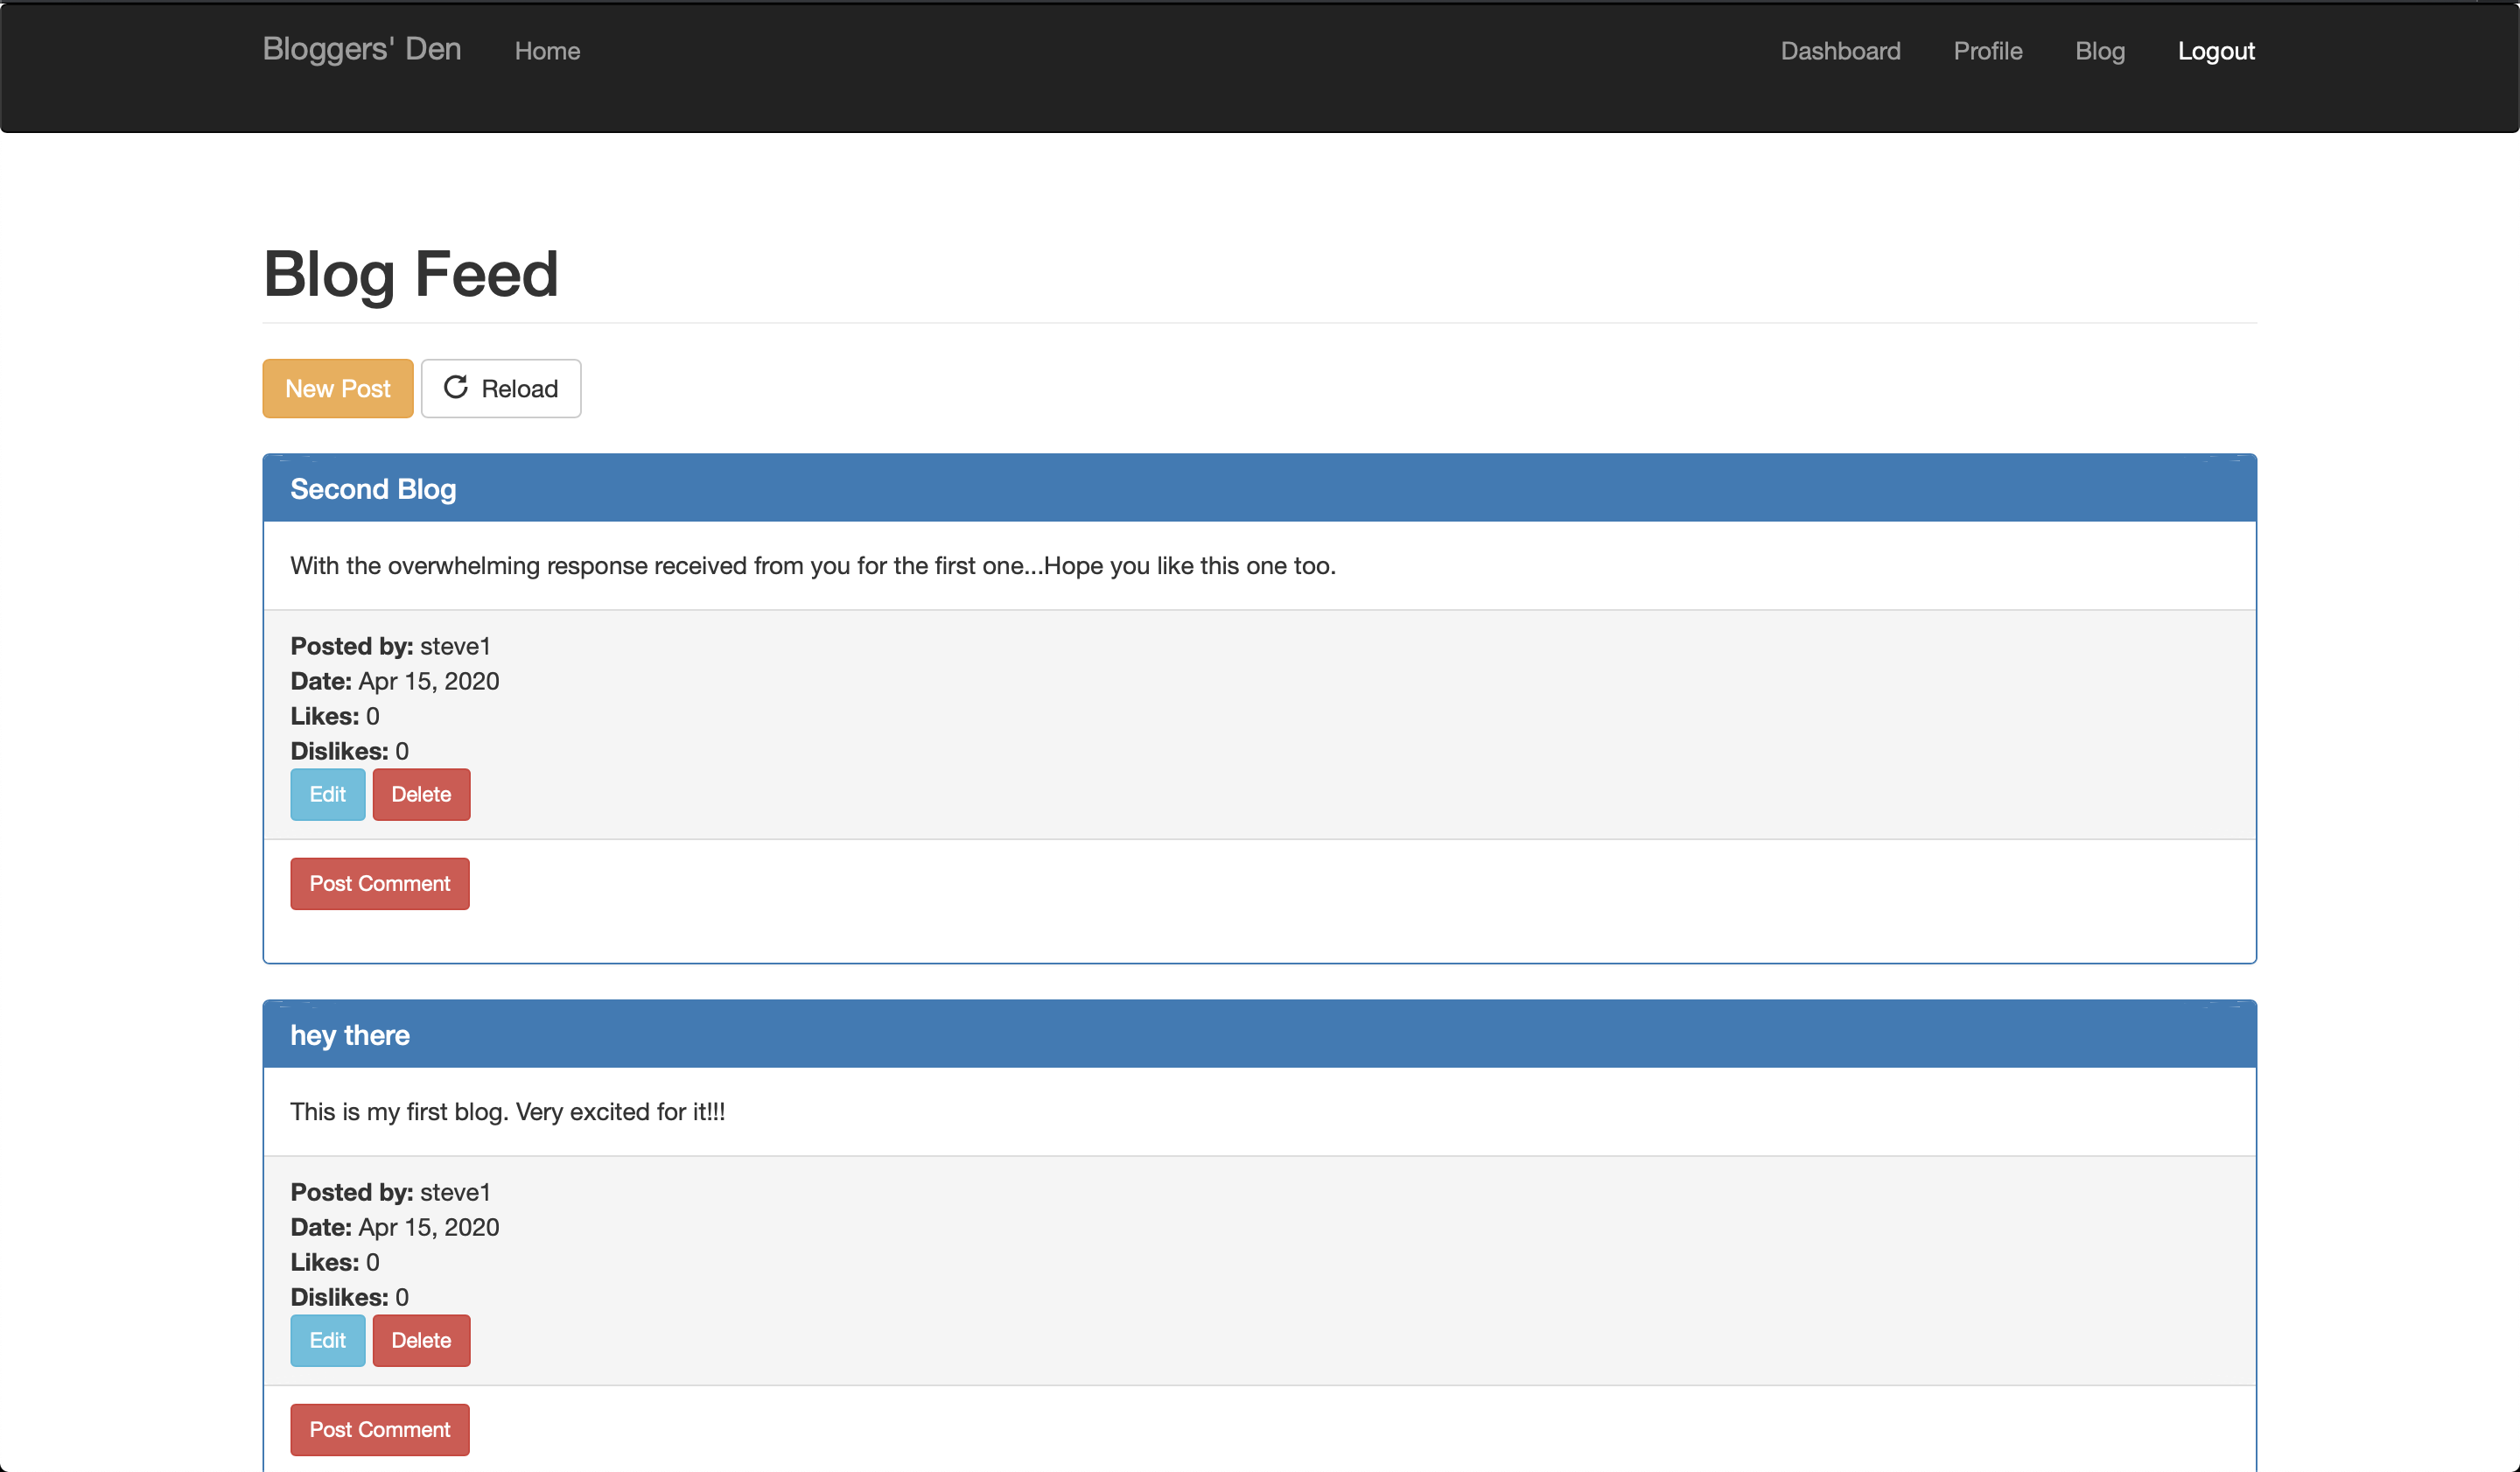 Bloggers' Den Home Dashboard Profile Blog Logout
Blog Feed
New Post Reload
Second Blog
With the overwhelming response received from you for the first one...Hope you like this one too.
Posted by: steve1
Date: Apr 15, 2020
Likes: 0
Dislikes: 0
Edit Delete
Post Comment
hey there
This is my first blog. Very excited for it!!!
Posted by: steve1
Date: Apr 15, 2020
Likes: 0
Dislikes: 0
Edit Delete
Post Comment